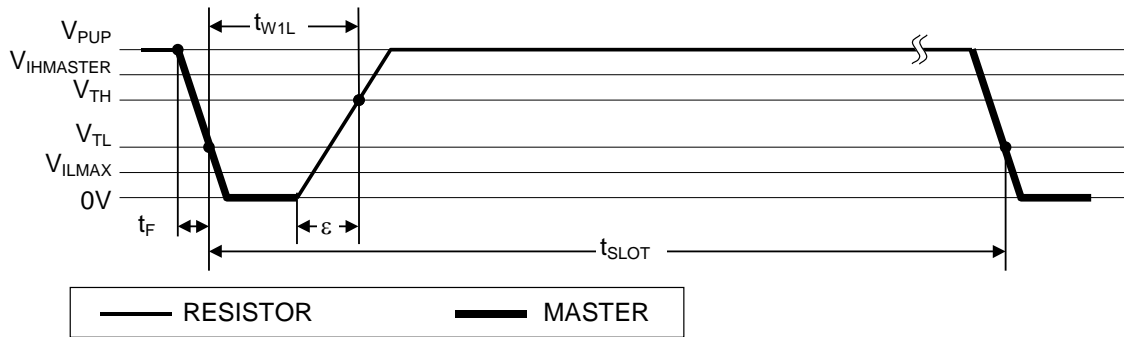 t_W1L
V_PUP
V_IHMASTER
V_TH
V_TL
V_ILMAX
0V
t_F
ε
t_SLOT
RESISTOR MASTER